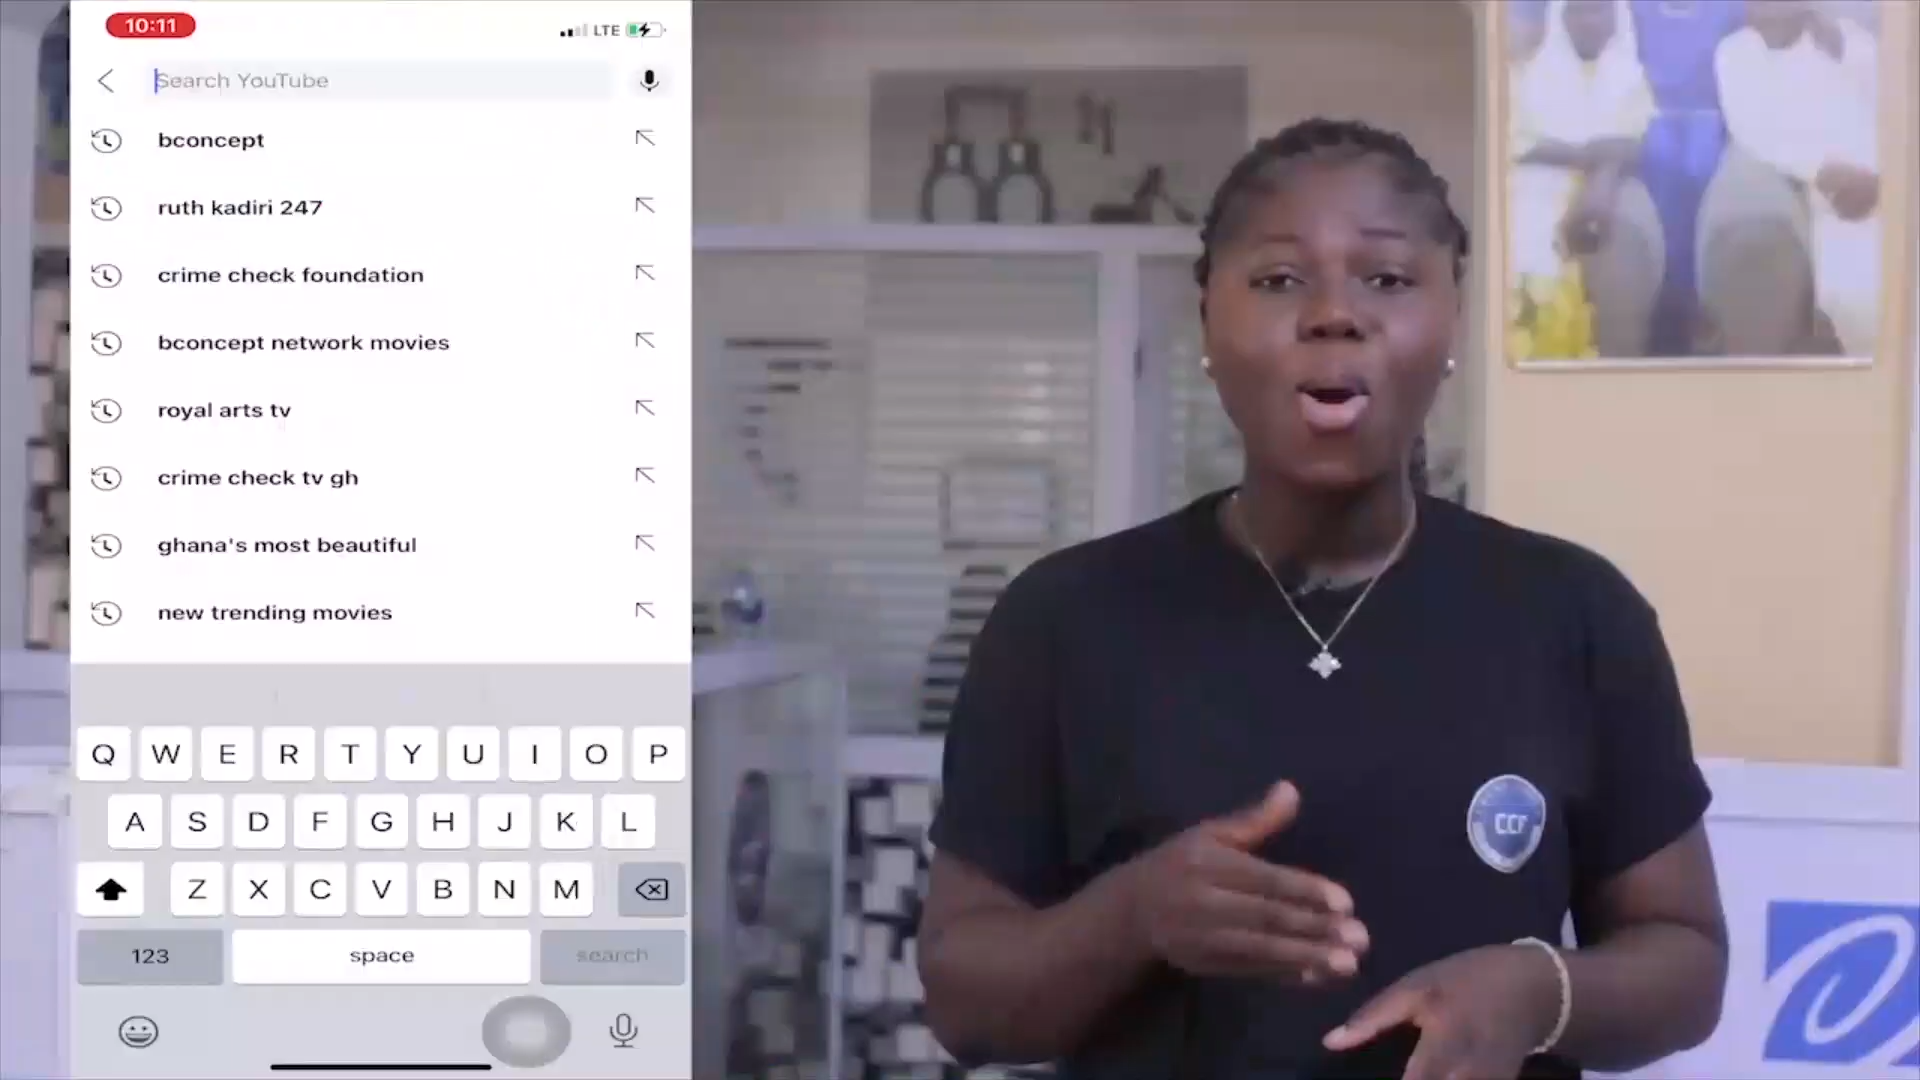 10:11
LTE
Search YouTube
bconcept
ruth kadiri 247
crime check foundation
bconcept network movies
royal arts tv
crime check tv gh
ghana's most beautiful
new trending movies
Q W E R T Y U I O P
A S D F G H J K L
Z X C V B N M
123 space search
CCF